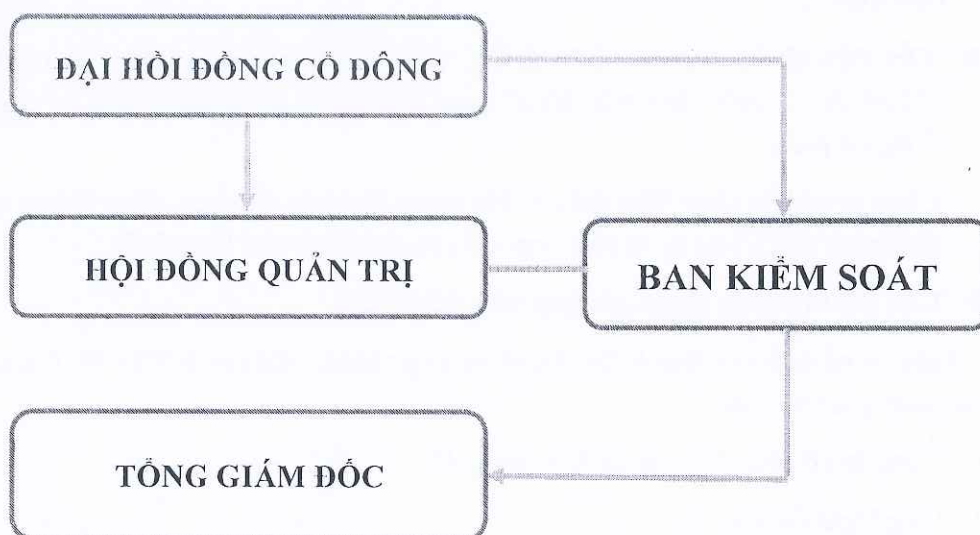 ĐẠI HỒI ĐỒNG CỔ ĐÔNG
HỘI ĐỒNG QUẢN TRỊ
BAN KIỂM SOÁT
TỔNG GIÁM ĐỐC